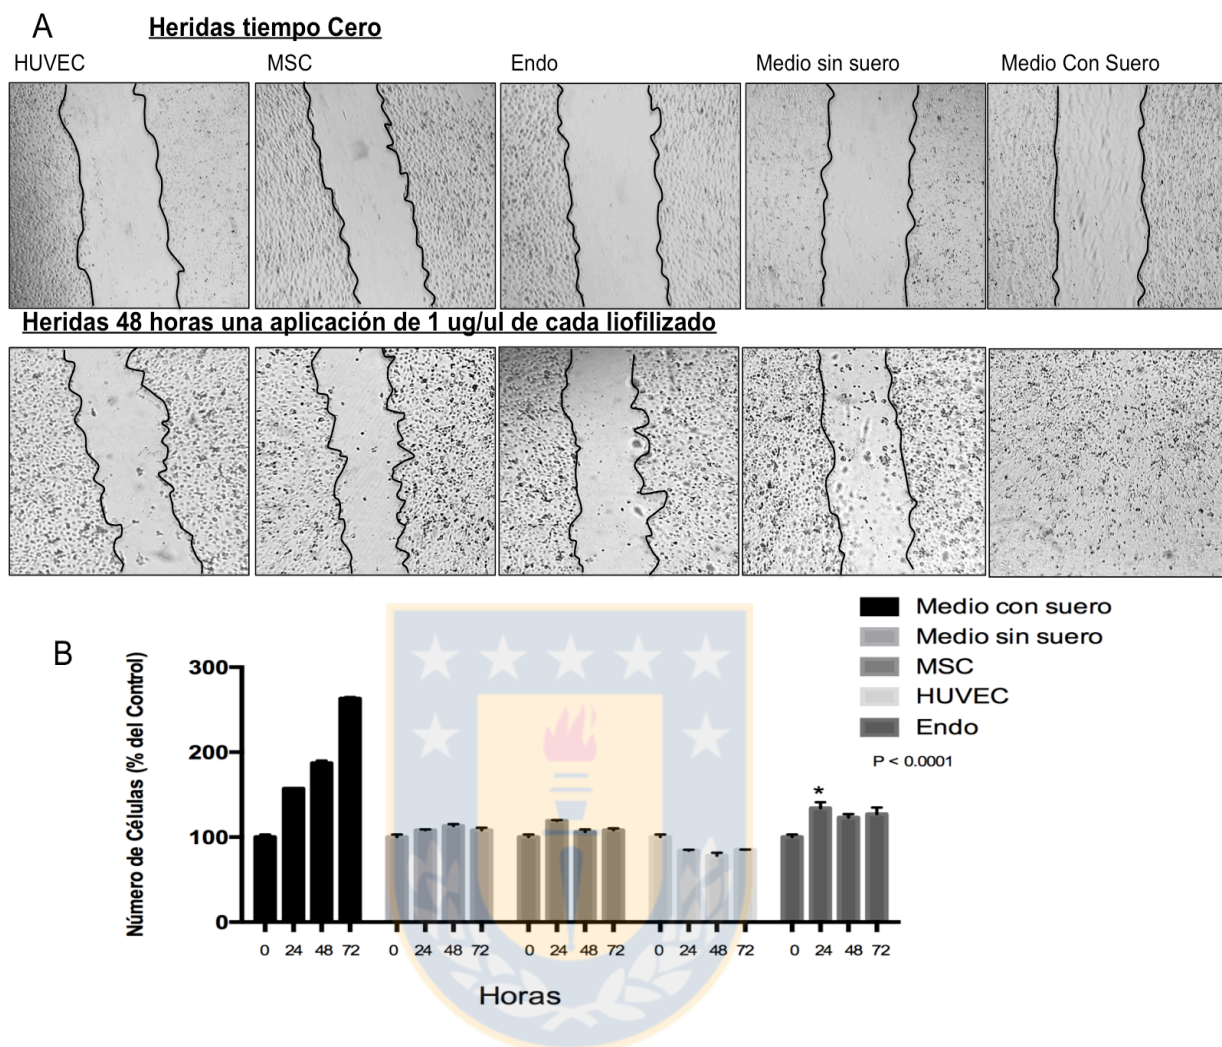 A
Heridas tiempo Cero
HUVEC MSC Endo Medio sin suero Medio Con Suero
Heridas 48 horas una aplicación de 1 ug/ul de cada liofilizado
B
Medio con suero
Medio sin suero
MSC
HUVEC
Endo
P < 0.0001
Número de Células (% del Control)
300
200
100
0
*
0 24 48 72 0 24 48 72 0 24 48 72 0 24 48 72 0 24 48 72
Horas